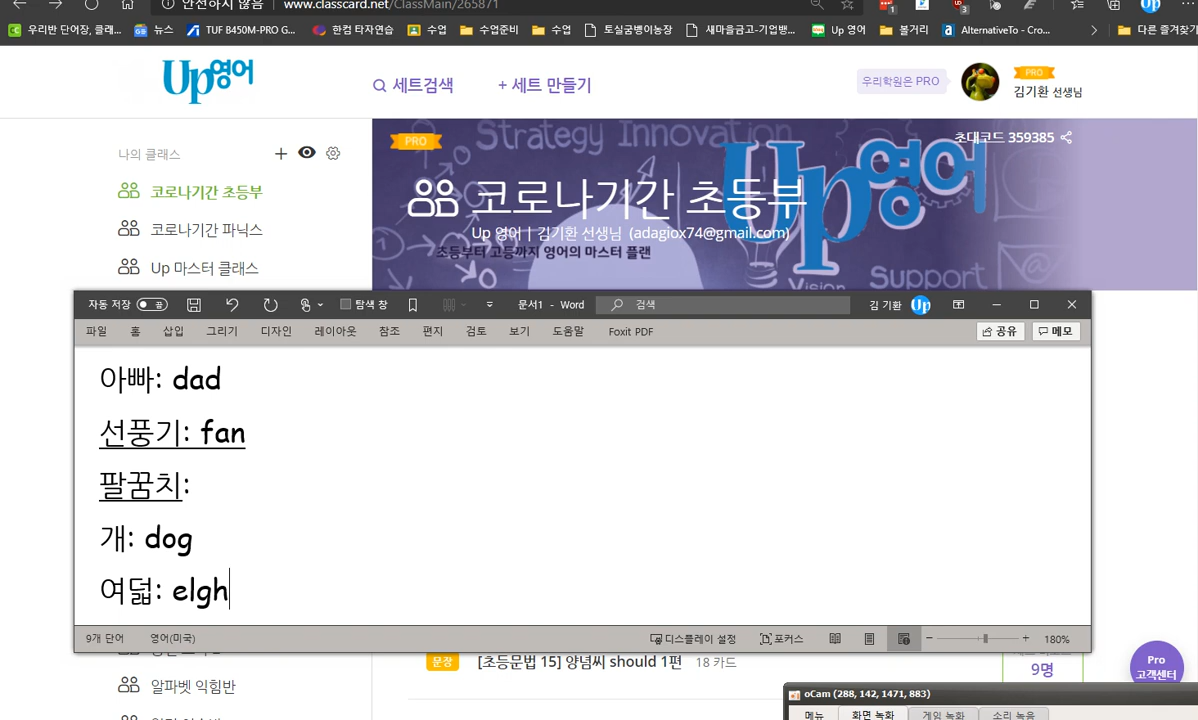 안전하지 않음 | www.classcard.net/ClassMain/265871
우리반 단어장, 클래... 뉴스 TUF B450M-PRO G... 한컴 타자연습 수업 수업준비 수업 토실궁뱅이농장 새마을금고-기업뱅... Up 영어 볼거리 AlternativeTo - Cro... 다른 즐겨찾기
Up영어
세트검색
+ 세트 만들기
우리학원은 PRO
PRO
김기환 선생님
나의 클래스
코로나기간 초등부
코로나기간 파닉스
Up 마스터 클래스
PRO
Strategy Innovation
초대코드 359385
Up영어
코로나기간 초등부
Up 영어 | 김기환 선생님 (adagiox74@gmail.com)
초등부터 고등까지 영어의 마스터 플랜
Vision
Support
자동 저장 탐색 창 문서1 - Word 검색 김 기환 Up
파일 홈 삽입 그리기 디자인 레이아웃 참조 편지 검토 보기 도움말 Foxit PDF 공유 메모
아빠: dad
선풍기: fan
팔꿈치:
개: dog
여덟: elgh
9개 단어 영어(미국) 디스플레이 설정 포커스 180%
문장 [초등문법 15] 양념씨 should 1편 18 카드
9명
Pro
고객센터
알파벳 익힘반
oCam (288, 142, 1471, 883)
메뉴 화면 녹화 게임 녹화 소리 녹음